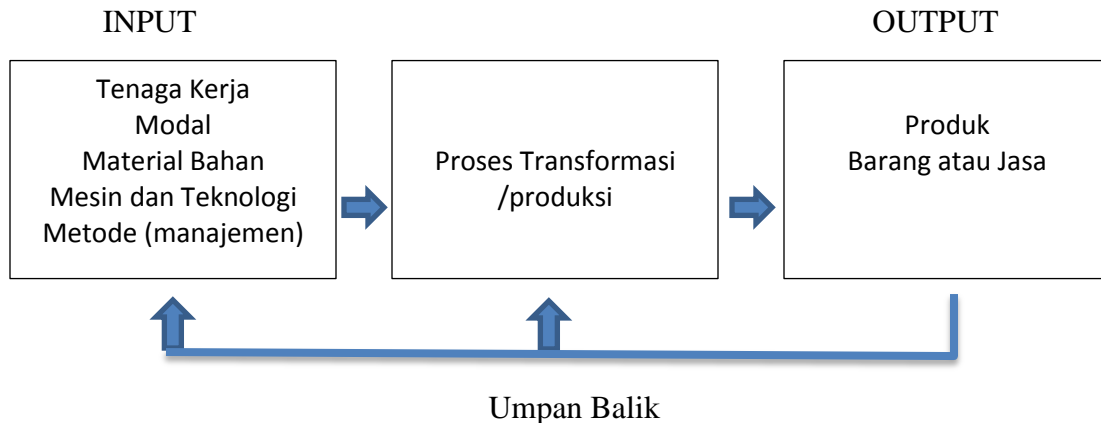 INPUT
OUTPUT
Tenaga Kerja
Modal
Material Bahan
Mesin dan Teknologi
Metode (manajemen)
Proses Transformasi
/produksi
Produk
Barang atau Jasa
Umpan Balik